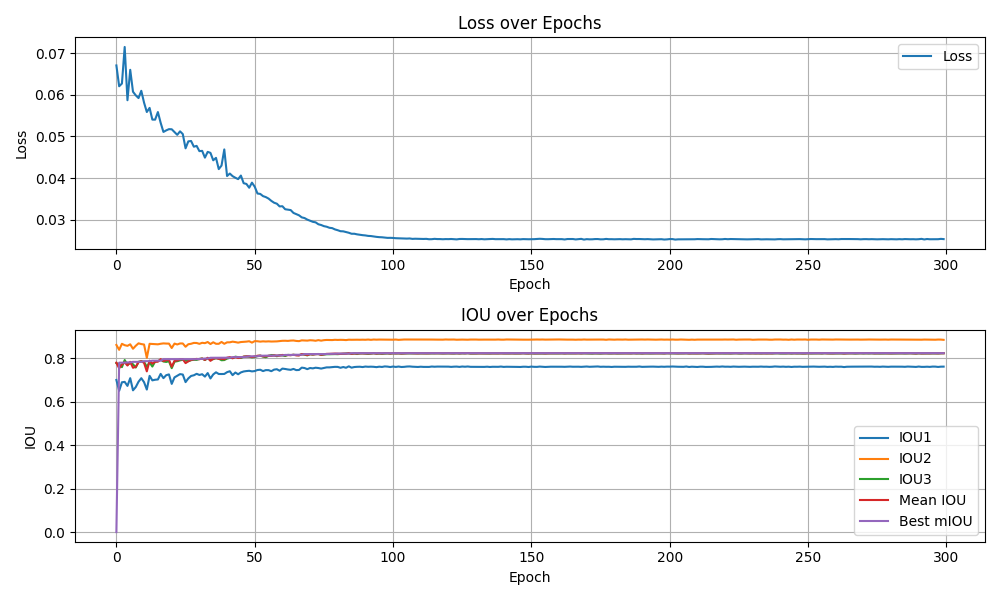 Loss over Epochs
Loss
0.07
0.06
0.05
0.04
0.03
Loss
0 50 100 150 200 250 300
Epoch
IOU over Epochs
0.8
0.6
0.4
0.2
0.0
IOU
IOU1
IOU2
IOU3
Mean IOU
Best mIOU
0 50 100 150 200 250 300
Epoch